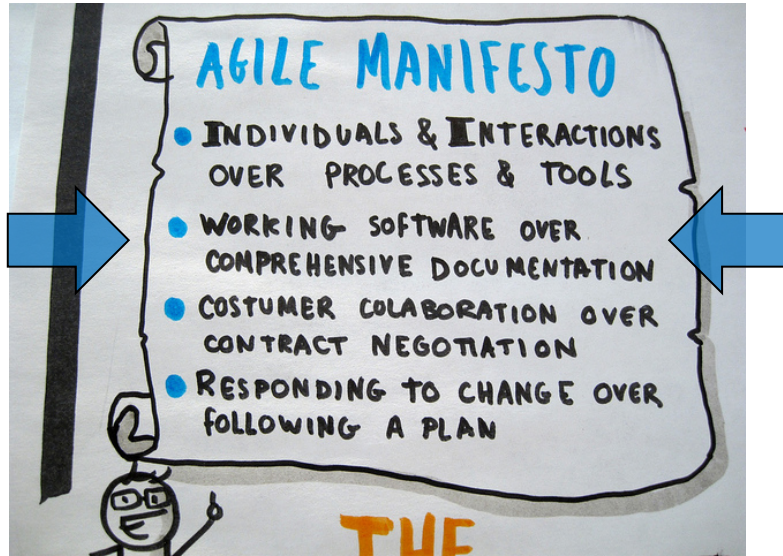 AGILE MANIFESTO
INDIVIDUALS & INTERACTIONS
OVER PROCESSES & TOOLS
WORKING SOFTWARE OVER
COMPREHENSIVE DOCUMENTATION
COSTUMER COLABORATION OVER
CONTRACT NEGOTIATION
RESPONDING TO CHANGE OVER
FOLLOWING A PLAN
THE